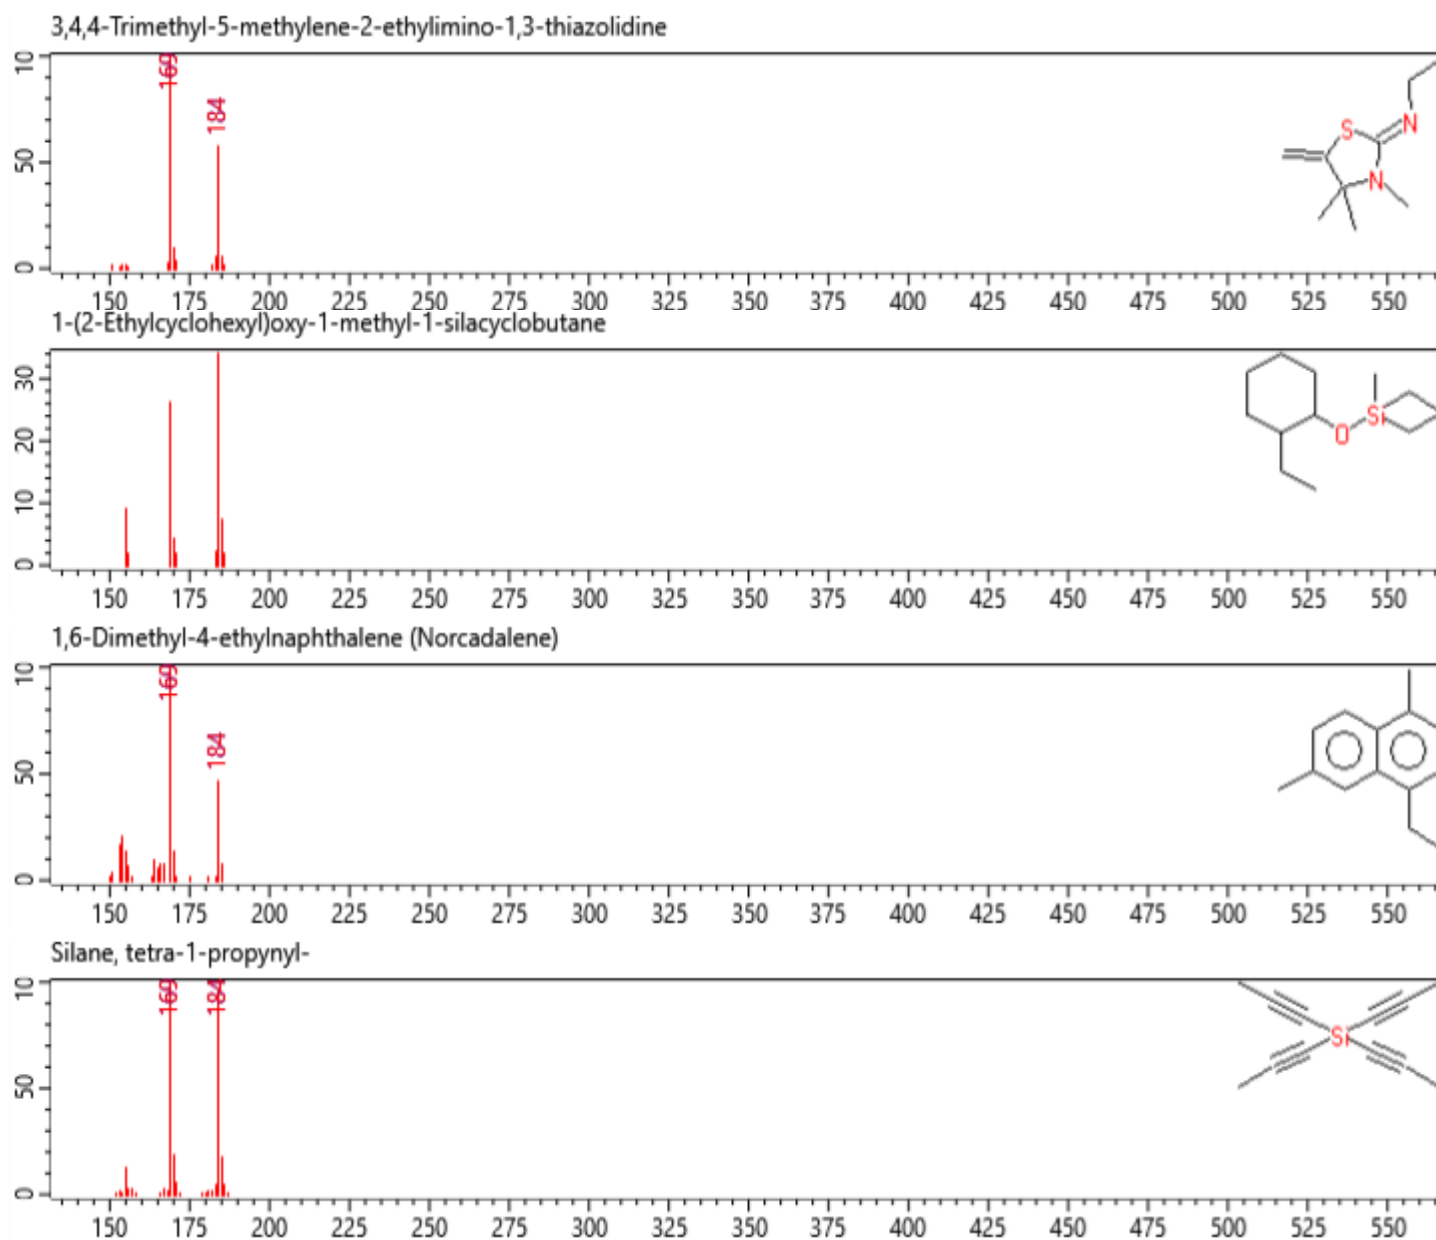 3,4,4-Trimethyl-5-methylene-2-ethylimino-1,3-thiazolidine
10
169
184
50
0
S
N
N
150 175 200 225 250 275 300 325 350 375 400 425 450 475 500 525 550
1-(2-Ethylcyclohexyl)oxy-1-methyl-1-silacyclobutane
30
20
10
0
O
Si
150 175 200 225 250 275 300 325 350 375 400 425 450 475 500 525 550
1,6-Dimethyl-4-ethylnaphthalene (Norcadalene)
10
169
184
50
0
150 175 200 225 250 275 300 325 350 375 400 425 450 475 500 525 550
Silane, tetra-1-propynyl-
10
169
184
50
0
Si
150 175 200 225 250 275 300 325 350 375 400 425 450 475 500 525 550